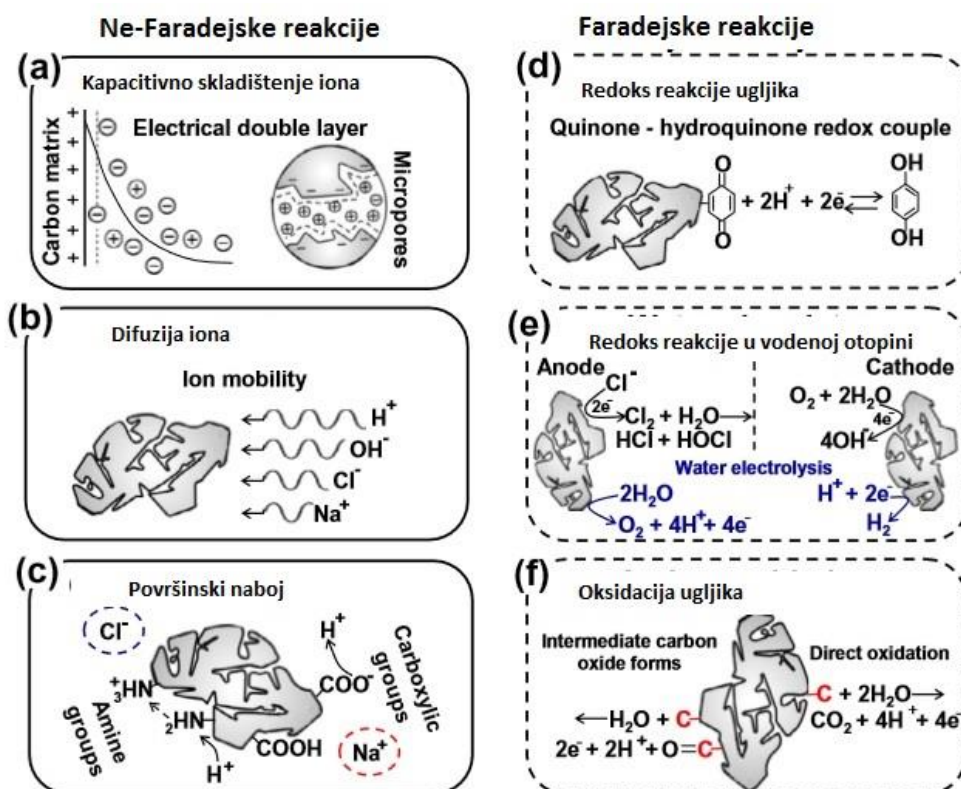 Ne-Faradejske reakcije
(a)
Kapacitivno skladištenje iona
Electrical double layer
Carbon matrix
Micropores
(b)
Difuzija iona
Ion mobility
H⁺
OH⁻
Cl⁻
Na⁺
(c)
Površinski naboj
Cl⁻
⁺₃HN
₂HN
Amine groups
H⁺
H⁺
COO⁻
COOH
Carboxylic groups
Na⁺
Faradejske reakcije
(d)
Redoks reakcije ugljika
Quinone - hydroquinone redox couple
O
O
+ 2H⁺ + 2e⁻
OH
OH
(e)
Redoks reakcije u vodenoj otopini
Anode
Cathode
Cl⁻
2e⁻
Cl₂ + H₂O
HCl + HOCl
O₂ + 2H₂O
4e⁻
4OH⁻
Water electrolysis
2H₂O
O₂ + 4H⁺+ 4e⁻
H⁺ + 2e⁻
H₂
(f)
Oksidacija ugljika
Intermediate carbon
oxide forms
Direct oxidation
C + 2H₂O
CO₂ + 4H⁺ + 4e⁻
H₂O + C
2e⁻ + 2H⁺ + O=C